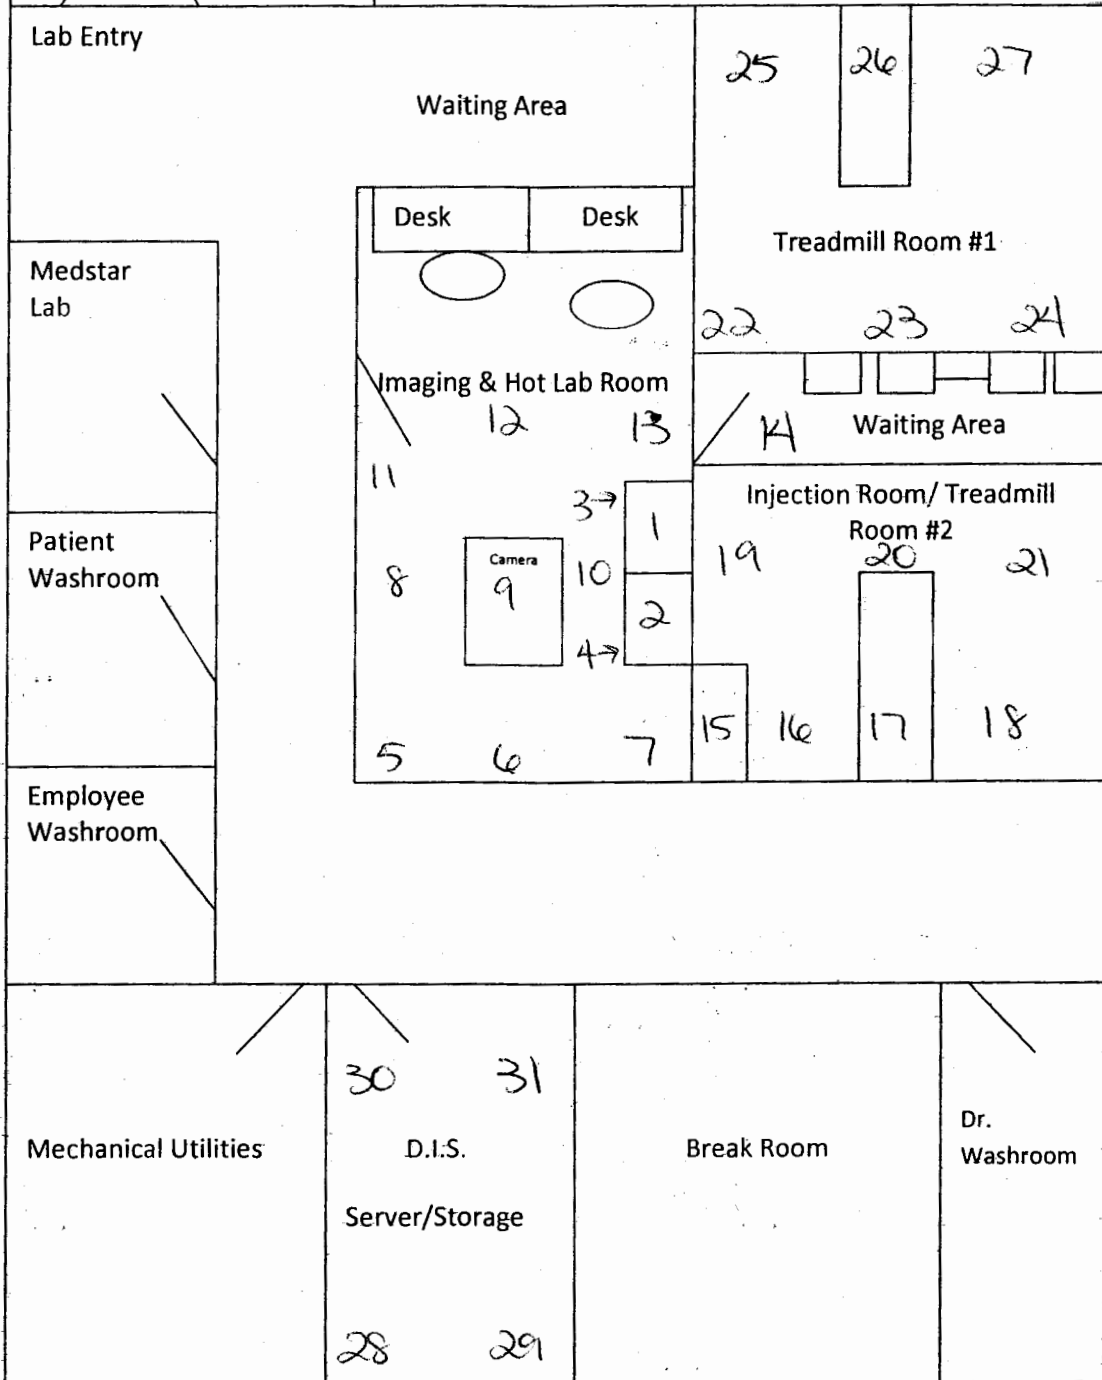 Lab Entry
Waiting Area
25 26 27
Desk Desk
Treadmill Room #1
Medstar
Lab
22 23 24
Imaging & Hot Lab Room
12 13
14 Waiting Area
11
3→ 1
Injection Room/ Treadmill
Room #2
Patient
Washroom
8
Camera
9
10
2
4→
19 20 21
5 6 7
15 16 17 18
Employee
Washroom
30 31
Mechanical Utilities
D.I.S.
Server/Storage
Break Room
Dr.
Washroom
28 29